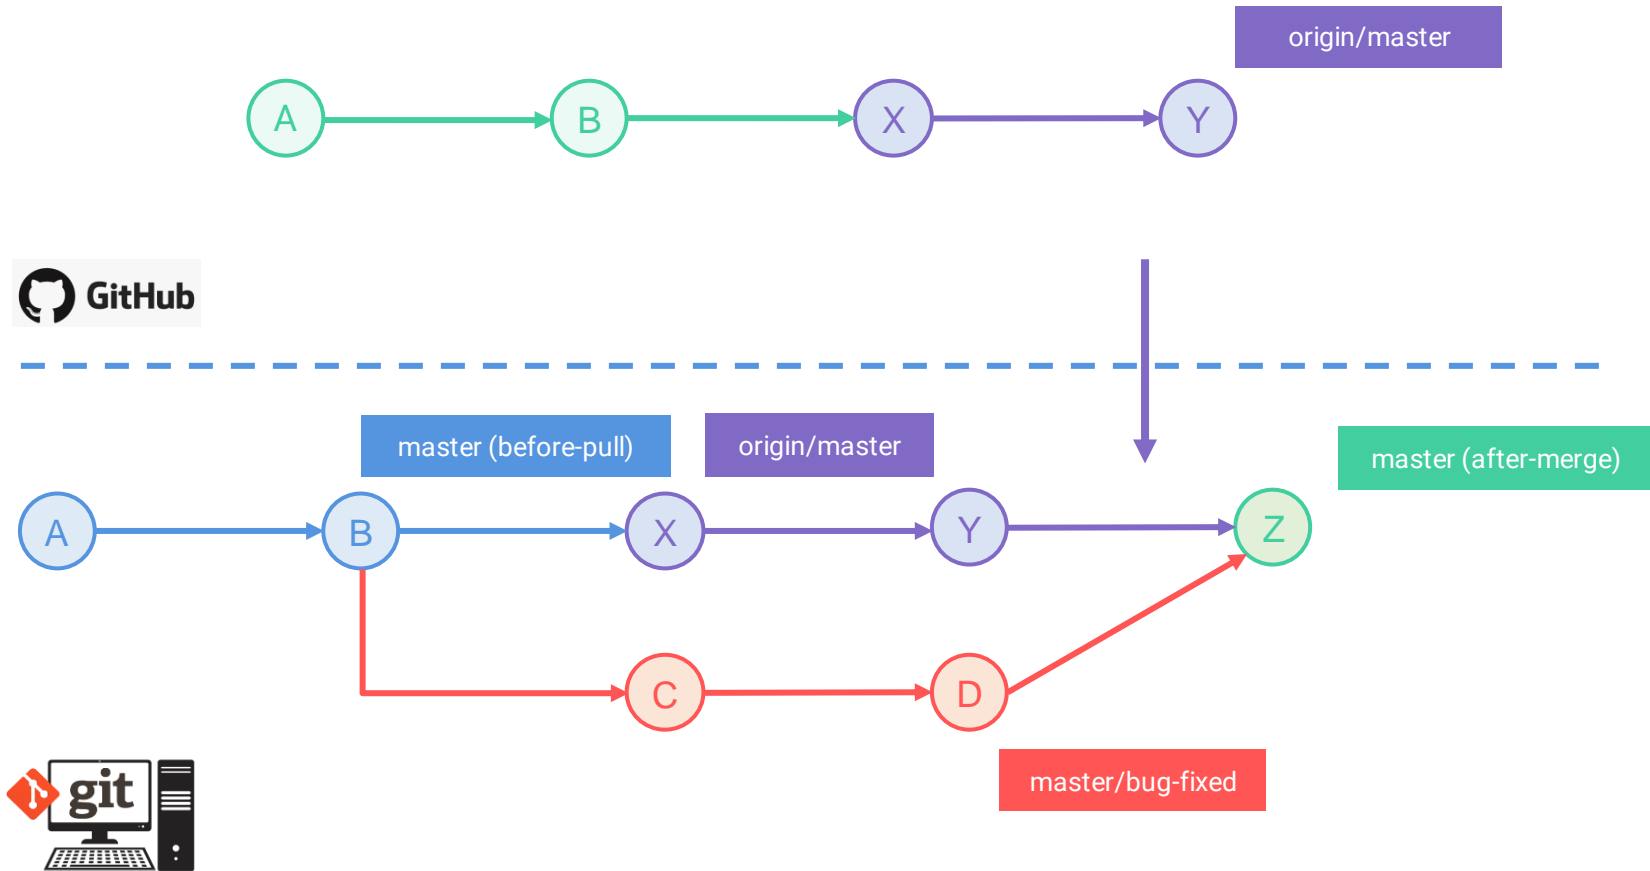 origin/master
A
B
X
Y
GitHub
master (before-pull)
origin/master
master (after-merge)
A
B
X
Y
Z
C
D
git
master/bug-fixed